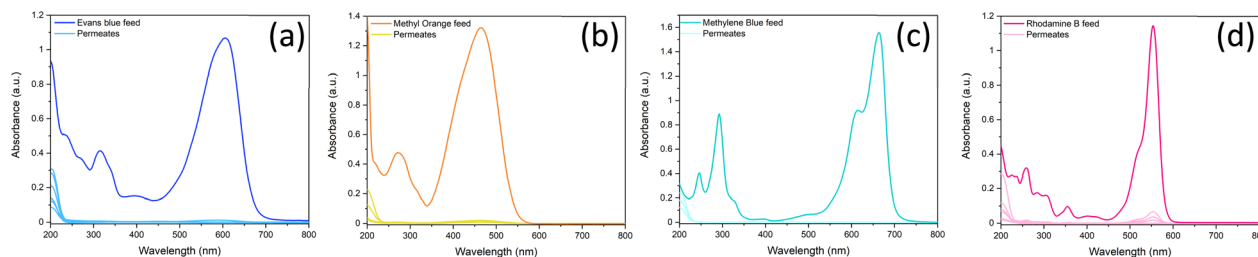 Evans blue feed
Permeates
(a)
1.2
1
0.8
0.6
0.4
0.2
0
200 300 400 500 600 700 800
Absorbance (a.u.)
Wavelength (nm)
Methyl Orange feed
Permeates
(b)
1.4
1.2
1
0.8
0.6
0.4
0.2
0
200 300 400 500 600 700 800
Absorbance (a.u.)
Wavelength (nm)
Methylene Blue feed
Permeates
(c)
1.6
1.4
1.2
1
0.8
0.6
0.4
0.2
0
200 300 400 500 600 700 800
Absorbance (a.u.)
Wavelength (nm)
Rhodamine B feed
Permeates
(d)
1.2
1
0.8
0.6
0.4
0.2
0
200 300 400 500 600 700 800
Absorbance (a.u.)
Wavelength (nm)